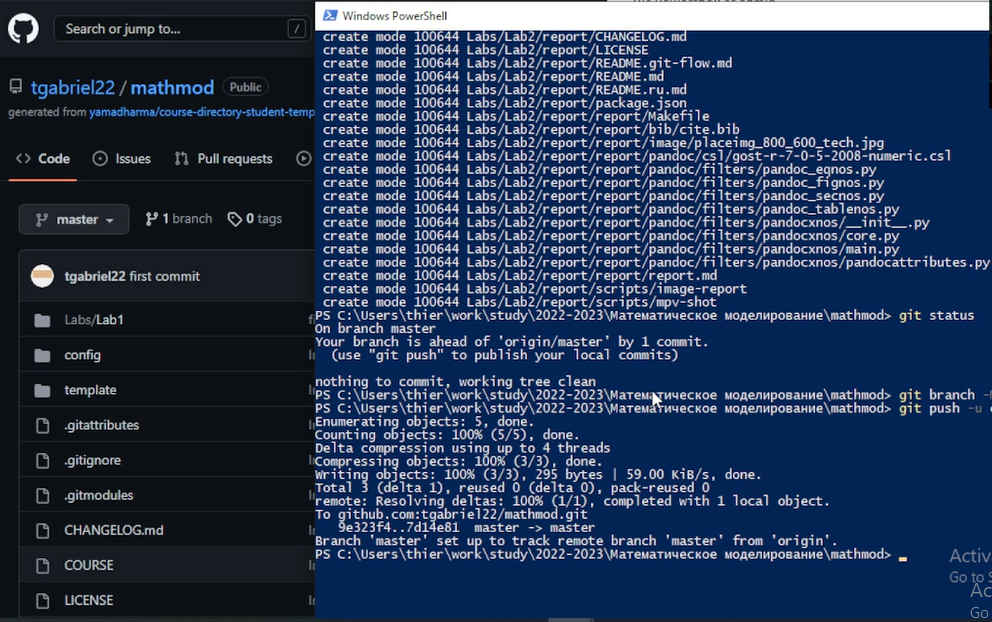 Search or jump to...
/
tgabriel22 / mathmod Public
generated from yamadharma/course-directory-student-temp
Code Issues Pull requests
master 1 branch 0 tags
tgabriel22 first commit
Labs/Lab1
config
template
.gitattributes
.gitignore
.gitmodules
CHANGELOG.md
COURSE
LICENSE
Windows PowerShell
create mode 100644 Labs/Lab2/report/CHANGELOG.md
create mode 100644 Labs/Lab2/report/LICENSE
create mode 100644 Labs/Lab2/report/README.git-flow.md
create mode 100644 Labs/Lab2/report/README.md
create mode 100644 Labs/Lab2/report/README.ru.md
create mode 100644 Labs/Lab2/report/package.json
create mode 100644 Labs/Lab2/report/report/Makefile
create mode 100644 Labs/Lab2/report/report/bib/cite.bib
create mode 100644 Labs/Lab2/report/report/image/placeimg_800_600_tech.jpg
create mode 100644 Labs/Lab2/report/report/pandoc/csl/gost-r-7-0-5-2008-numeric.csl
create mode 100644 Labs/Lab2/report/report/pandoc/filters/pandoc_eqnos.py
create mode 100644 Labs/Lab2/report/report/pandoc/filters/pandoc_fignos.py
create mode 100644 Labs/Lab2/report/report/pandoc/filters/pandoc_secnos.py
create mode 100644 Labs/Lab2/report/report/pandoc/filters/pandoc_tablenos.py
create mode 100644 Labs/Lab2/report/report/pandoc/filters/pandocxnos/__init__.py
create mode 100644 Labs/Lab2/report/report/pandoc/filters/pandocxnos/core.py
create mode 100644 Labs/Lab2/report/report/pandoc/filters/pandocxnos/main.py
create mode 100644 Labs/Lab2/report/report/pandoc/filters/pandocxnos/pandocattributes.py
create mode 100644 Labs/Lab2/report/report/report.md
create mode 100644 Labs/Lab2/report/scripts/image-report
create mode 100644 Labs/Lab2/report/scripts/mpv-shot
PS C:\Users\thier\work\study\2022-2023\Математическое моделирование\mathmod> git status
On branch master
Your branch is ahead of 'origin/master' by 1 commit.
(use "git push" to publish your local commits)
nothing to commit, working tree clean
PS C:\Users\thier\work\study\2022-2023\Математическое моделирование\mathmod> git branch
PS C:\Users\thier\work\study\2022-2023\Математическое моделирование\mathmod> git push -u
Enumerating objects: 5, done.
Counting objects: 100% (5/5), done.
Delta compression using up to 4 threads
Compressing objects: 100% (3/3), done.
Writing objects: 100% (3/3), 295 bytes | 59.00 KiB/s, done.
Total 3 (delta 1), reused 0 (delta 0), pack-reused 0
remote: Resolving deltas: 100% (1/1), completed with 1 local object.
To github.com:tgabriel22/mathmod.git
9e323f4..7d14e81 master -> master
Branch 'master' set up to track remote branch 'master' from 'origin'.
PS C:\Users\thier\work\study\2022-2023\Математическое моделирование\mathmod>
Activ
Go to S
Ac
Go